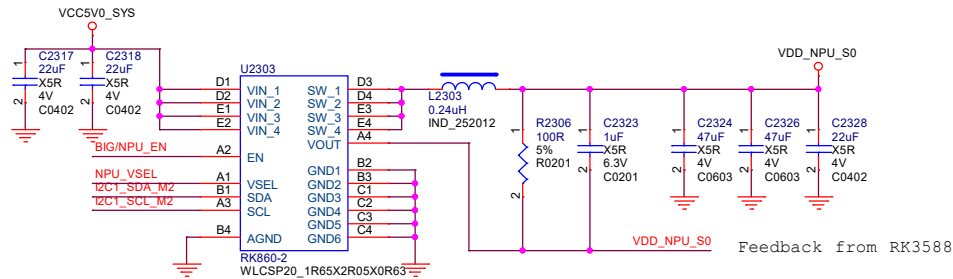 VCC5V0_SYS
C2317
22uF
X5R
4V
C0402
1
2
C2318
22uF
X5R
4V
C0402
1
2
U2303
D1 VIN_1 SW_1 D3
D2 VIN_2 SW_2 D4
E1 VIN_3 SW_3 E3
E2 VIN_4 SW_4 E4
VOUT A4
BIG/NPU_EN A2 EN
GND1 B2
NPU_VSEL A1 VSEL GND2 B3
I2C1_SDA_M2 B1 SDA GND3 C1
I2C1_SCL_M2 A3 SCL GND4 C2
GND5 C3
B4 AGND GND6 C4
RK860-2
WLCSP20_1R65X2R05X0R63
L2303
0.24uH
IND_252012
R2306
100R
5%
R0201
1
2
C2323
1uF
X5R
6.3V
C0201
1
2
C2324
47uF
X5R
4V
C0603
1
2
C2326
47uF
X5R
4V
C0603
1
2
VDD_NPU_S0
C2328
22uF
X5R
4V
C0402
1
2
VDD_NPU_S0 Feedback from RK3588